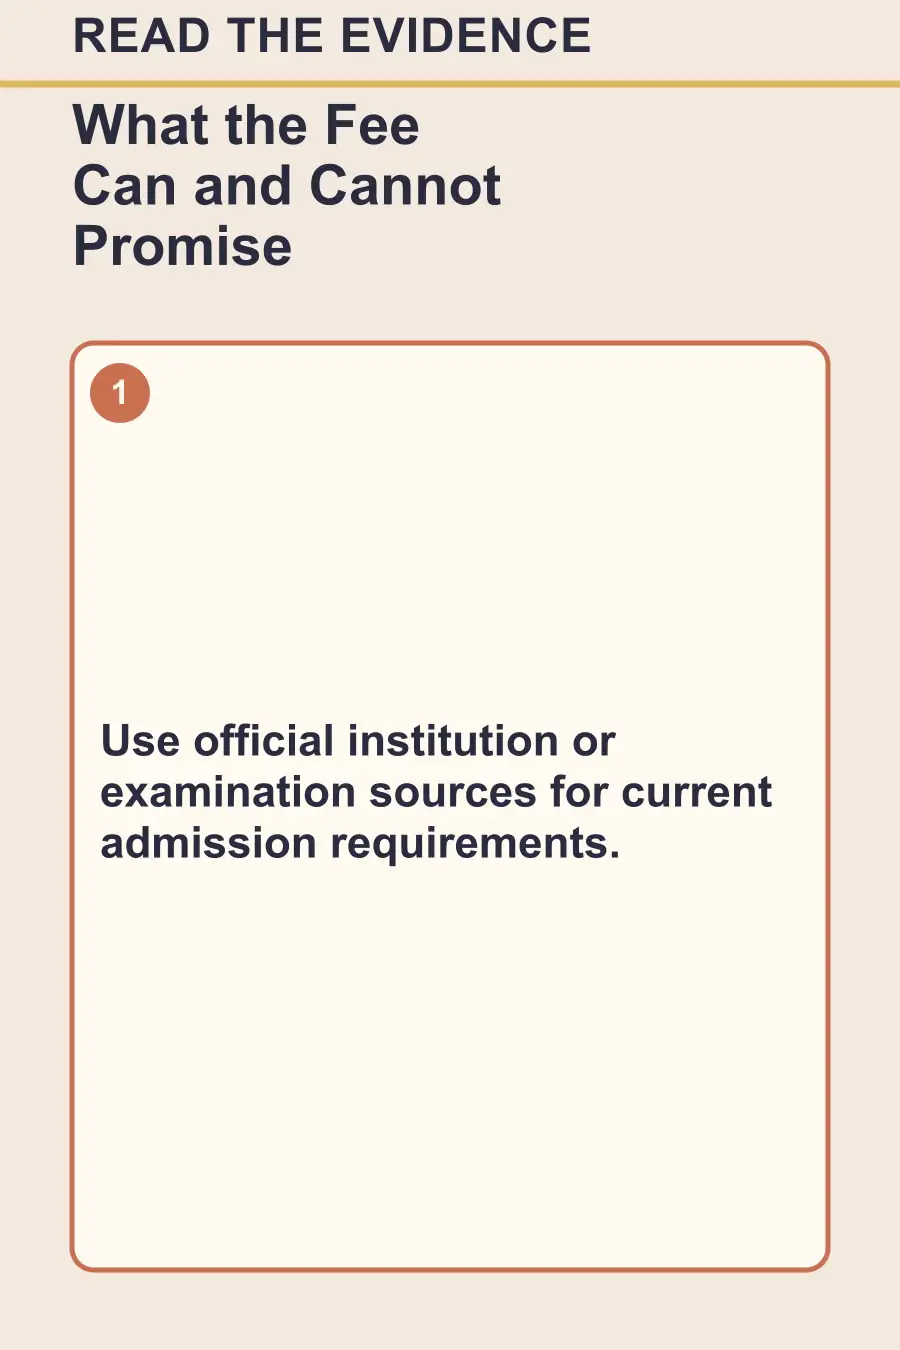 READ THE EVIDENCE
What the Fee
Can and Cannot
Promise
1
Use official institution or
examination sources for current
admission requirements.